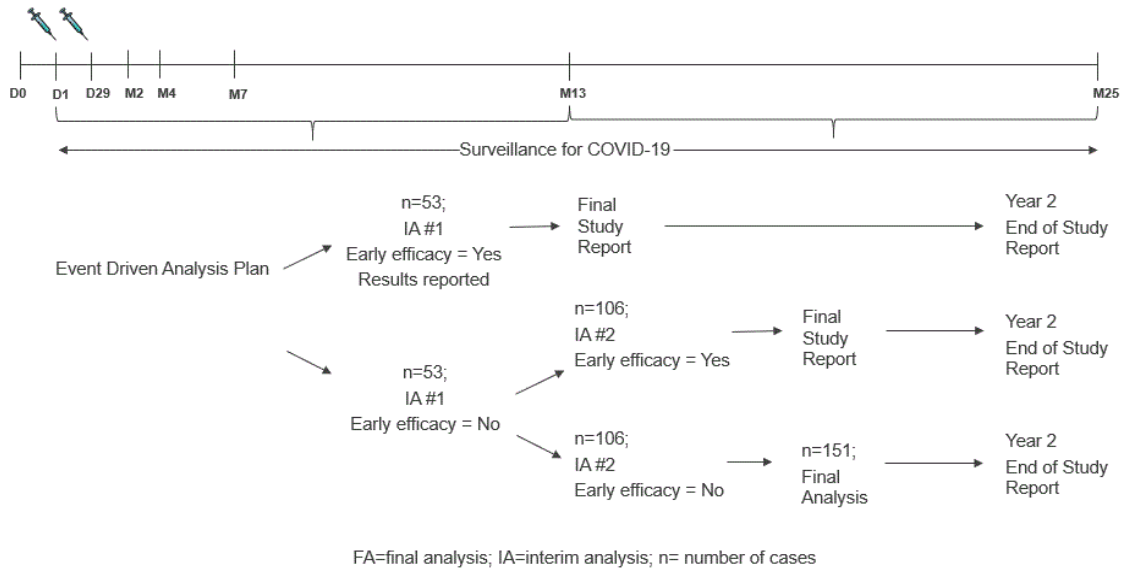 D0 D1 D29 M2 M4 M7 M13 M25
Surveillance for COVID-19
Event Driven Analysis Plan
n=53;
IA #1
Early efficacy = Yes
Results reported
Final
Study
Report
Year 2
End of Study
Report
n=53;
IA #1
Early efficacy = No
n=106;
IA #2
Early efficacy = Yes
Final
Study
Report
Year 2
End of Study
Report
n=106;
IA #2
Early efficacy = No
n=151;
Final
Analysis
Year 2
End of Study
Report
FA=final analysis; IA=interim analysis; n= number of cases